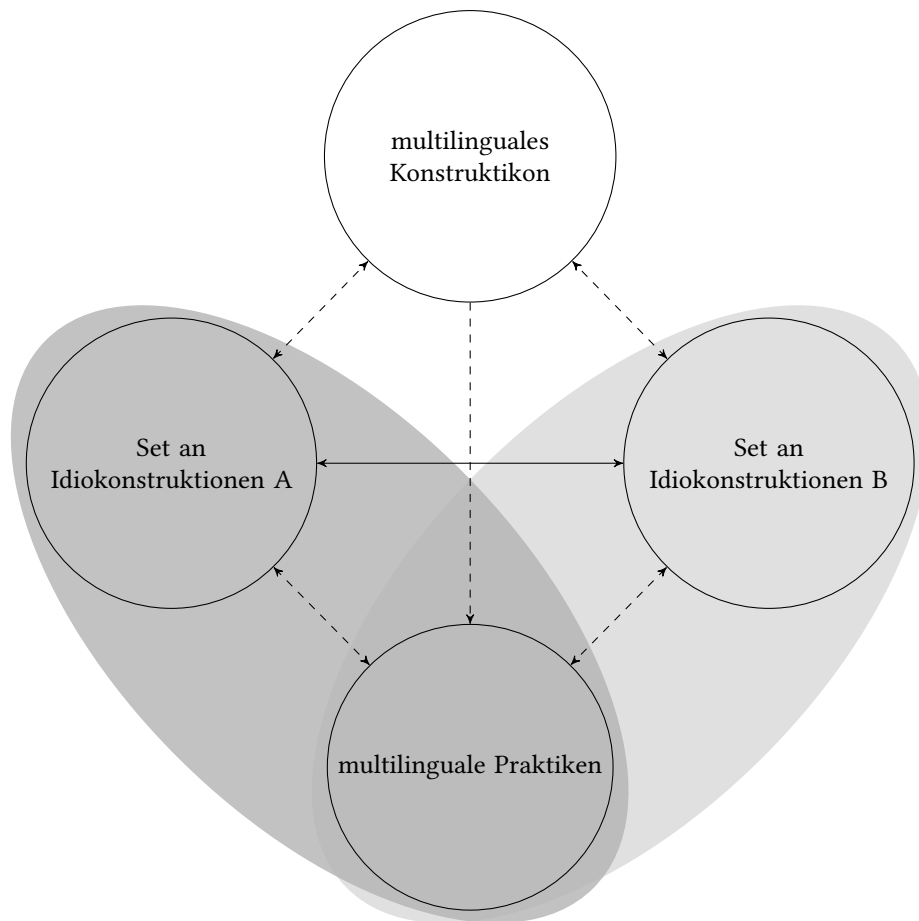 multilinguales
Konstruktikon
Set an
Idiokonstruktionen A
Set an
Idiokonstruktionen B
multilinguale Praktiken